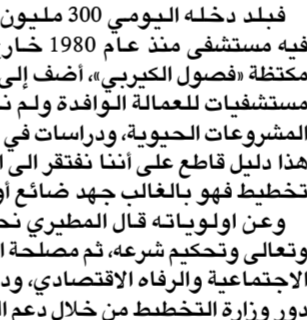 فبلد دخله اليومي 300 مليون
فيه مستشفى منذ عام 1980 خار
مكتظة «فصول الكيربي»، أضف إلى
مستشفيات للعمالة الوافدة ولم ن
المشروعات الحيوية، ودراسات في
هذا دليل قاطع على أننا نفتقر الى ا
تخطيط فهو بالغالب جهد ضائع أو
وعن اولوياته قال المطيري نح
وتعالى وتحكيم شرعه، ثم مصلحة ا
الاجتماعية والرفاه الاقتصادي، ود
دور وزارة التخطيط من خلال دعم ا